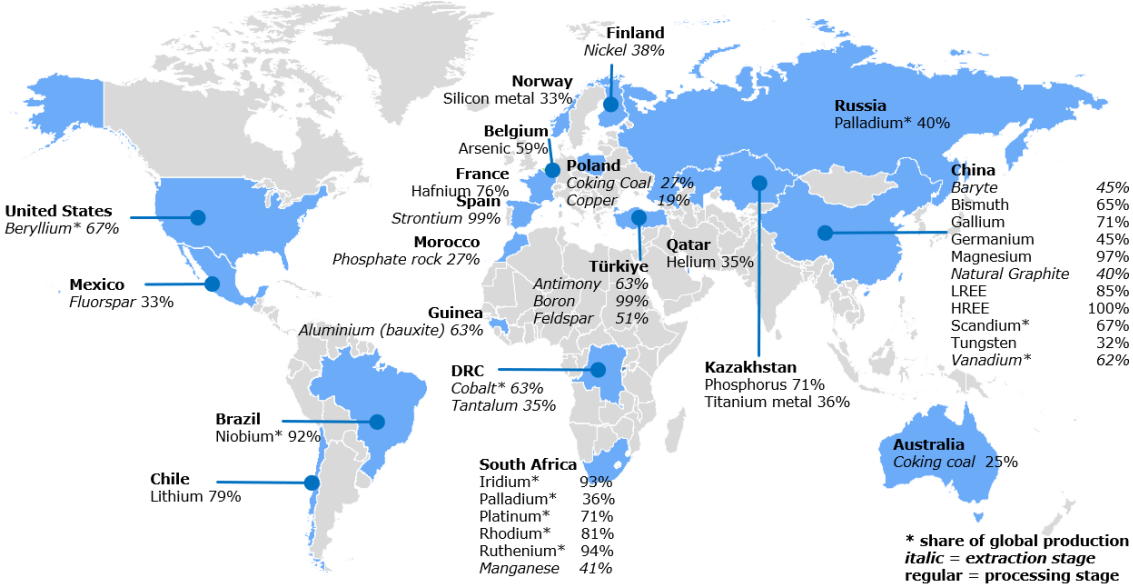 Finland
Nickel 38%
Norway
Silicon metal 33%
Belgium
Arsenic 59%
France
Hafnium 76%
Spain
Strontium 99%
Morocco
Phosphate rock 27%
Poland
Coking Coal 27%
Copper 19%
Russia
Palladium* 40%
China
Baryte 45%
Bismuth 65%
Gallium 71%
Germanium 45%
Magnesium 97%
Natural Graphite 40%
LREE 85%
HREE 100%
Scandium* 67%
Tungsten 32%
Vanadium* 62%
United States
Beryllium* 67%
Mexico
Fluorspar 33%
Qatar
Helium 35%
Türkiye
Antimony 63%
Boron 99%
Feldspar 51%
Guinea
Aluminium (bauxite) 63%
DRC
Cobalt* 63%
Tantalum 35%
Kazakhstan
Phosphorus 71%
Titanium metal 36%
Brazil
Niobium* 92%
Chile
Lithium 79%
South Africa
Iridium* 93%
Palladium* 36%
Platinum* 71%
Rhodium* 81%
Ruthenium* 94%
Manganese 41%
Australia
Coking coal 25%
* share of global production
italic = extraction stage
regular = processing stage